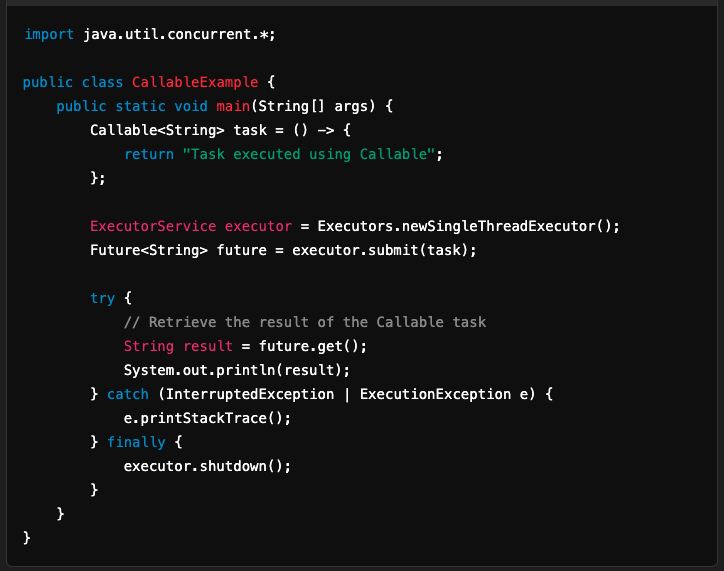 import java.util.concurrent.*;

public class CallableExample {
    public static void main(String[] args) {
        Callable<String> task = () -> {
            return "Task executed using Callable";
        };

        ExecutorService executor = Executors.newSingleThreadExecutor();
        Future<String> future = executor.submit(task);

        try {
            // Retrieve the result of the Callable task
            String result = future.get();
            System.out.println(result);
        } catch (InterruptedException | ExecutionException e) {
            e.printStackTrace();
        } finally {
            executor.shutdown();
        }
    }
}